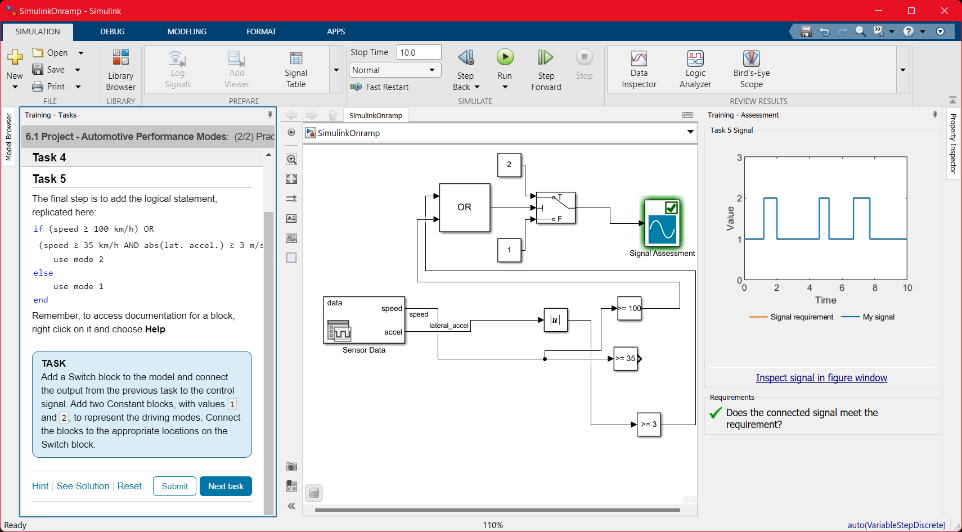 SimulinkOnramp - Simulink
SIMULATION
DEBUG
MODELING
FORMAT
APPS
New
Open
Save
Print
FILE
Library
Browser
LIBRARY
Log
Signals
Add
Viewer
Signal
Table
PREPARE
Stop Time
10.0
Normal
Fast Restart
Step
Back
Run
Step
Forward
Stop
SIMULATE
Data
Inspector
Logic
Analyzer
Bird's-Eye
Scope
REVIEW RESULTS
Model Browser
Training - Tasks
6.1 Project - Automotive Performance Modes: (2/2) Prac
Task 4
Task 5
The final step is to add the logical statement,
replicated here:
if (speed ≥ 100 km/h) OR
(speed ≥ 35 km/h AND abs(lat. accel.) ≥ 3 m/s
use mode 2
else
use mode 1
end
Remember, to access documentation for a block,
right click on it and choose Help.
TASK
Add a Switch block to the model and connect
the output from the previous task to the control
signal. Add two Constant blocks, with values 1
and 2, to represent the driving modes. Connect
the blocks to the appropriate locations on the
Switch block.
Hint | See Solution | Reset
Submit
Next task
SimulinkOnramp
SimulinkOnramp
2
OR
T
F
1
Signal Assessment
data
speed
accel
Sensor Data
speed
lateral_accel
|u|
>= 100
>= 35
>= 3
Training - Assessment
Task 5 Signal
3
2
1
0
Value
0 2 4 6 8 10
Time
Signal requirement
My signal
Inspect signal in figure window
Requirements
Does the connected signal meet the
requirement?
Property Inspector
Ready
110%
auto(VariableStepDiscrete)